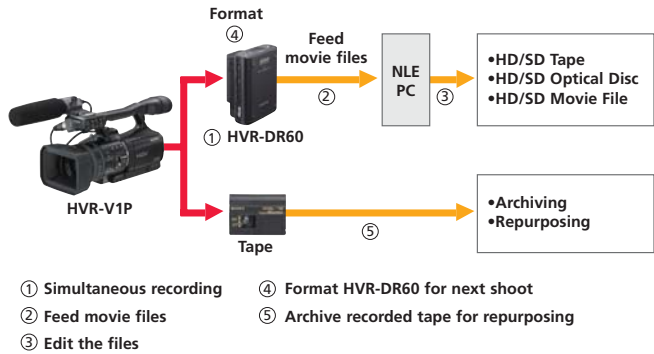 Format
④
Feed
movie files
②
NLE
PC
③
•HD/SD Tape
•HD/SD Optical Disc
•HD/SD Movie File
① HVR-DR60
HVR-V1P
Tape
⑤
•Archiving
•Repurposing
① Simultaneous recording
② Feed movie files
③ Edit the files
④ Format HVR-DR60 for next shoot
⑤ Archive recorded tape for repurposing